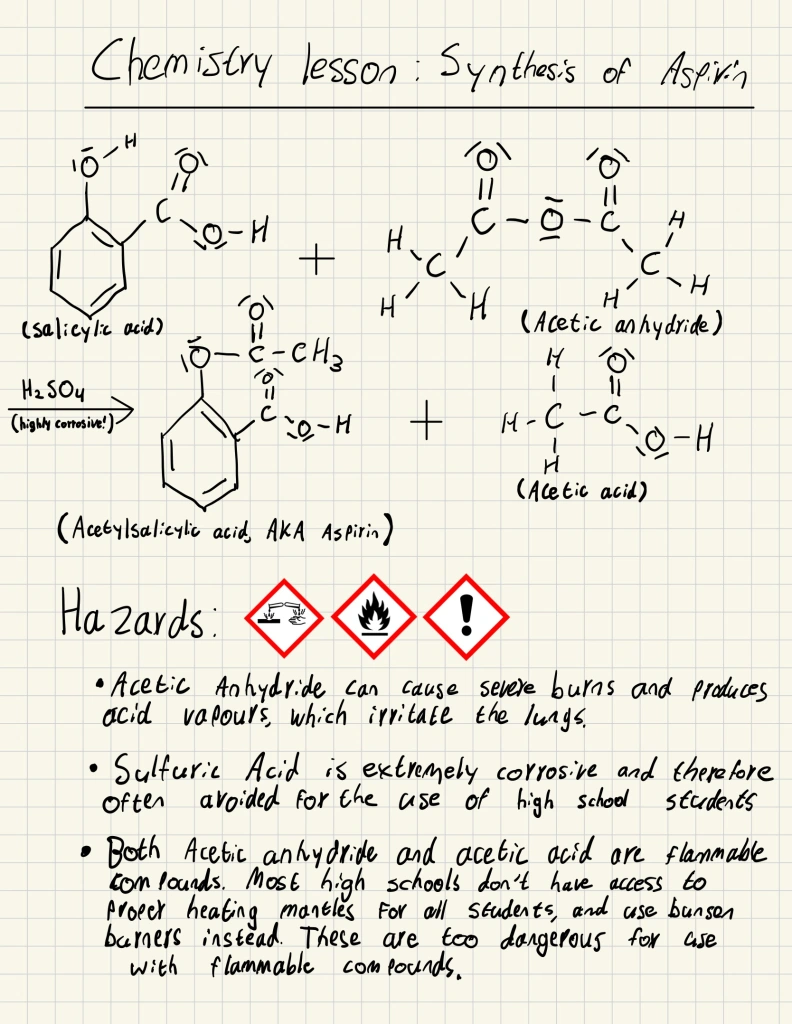 Chemistry lesson: Synthesis of Aspirin
H
O O
C
O-H
+
O O
C-O-C
H H
C C
H H H H
(salicylic acid)
(Acetic anhydride)
O
O-C-CH3
O
C
O-H
H2SO4
(highly corrosive!)
+
H O
H-C-C
O-H
H
(Acetic acid)
(Acetylsalicylic acid, AKA Aspirin)
Hazards:
!
• Acetic Anhydride can cause severe burns and produces
acid vapours, which irritate the lungs.
• Sulfuric Acid is extremely corrosive and therefore
often avoided for the use of high school students
• Both Acetic anhydride and acetic acid are flammable
compounds. Most high schools don't have access to
proper heating mantles for all students, and use bunsen
burners instead. These are too dangerous for use
with flammable compounds.